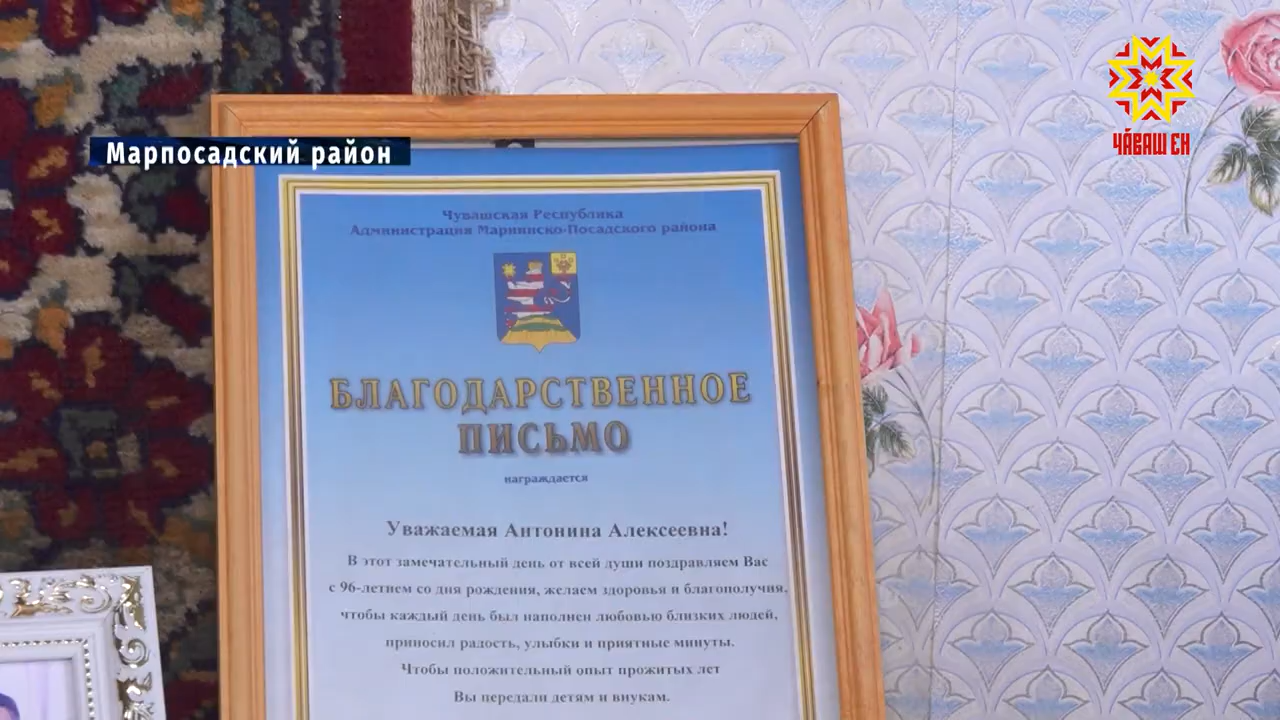 ЧӐВАШ ЕН
Марпосадский район
Чувашская Республика
Администрация Мариинско-Посадского района
БЛАГОДАРСТВЕННОЕ
ПИСЬМО
награждается
Уважаемая Антонина Алексеевна!
В этот замечательный день от всей души поздравляем Вас
с 96-летием со дня рождения, желаем здоровья и благополучия,
чтобы каждый день был наполнен любовью близких людей,
приносил радость, улыбки и приятные минуты.
Чтобы положительный опыт прожитых лет
Вы передали детям и внукам.